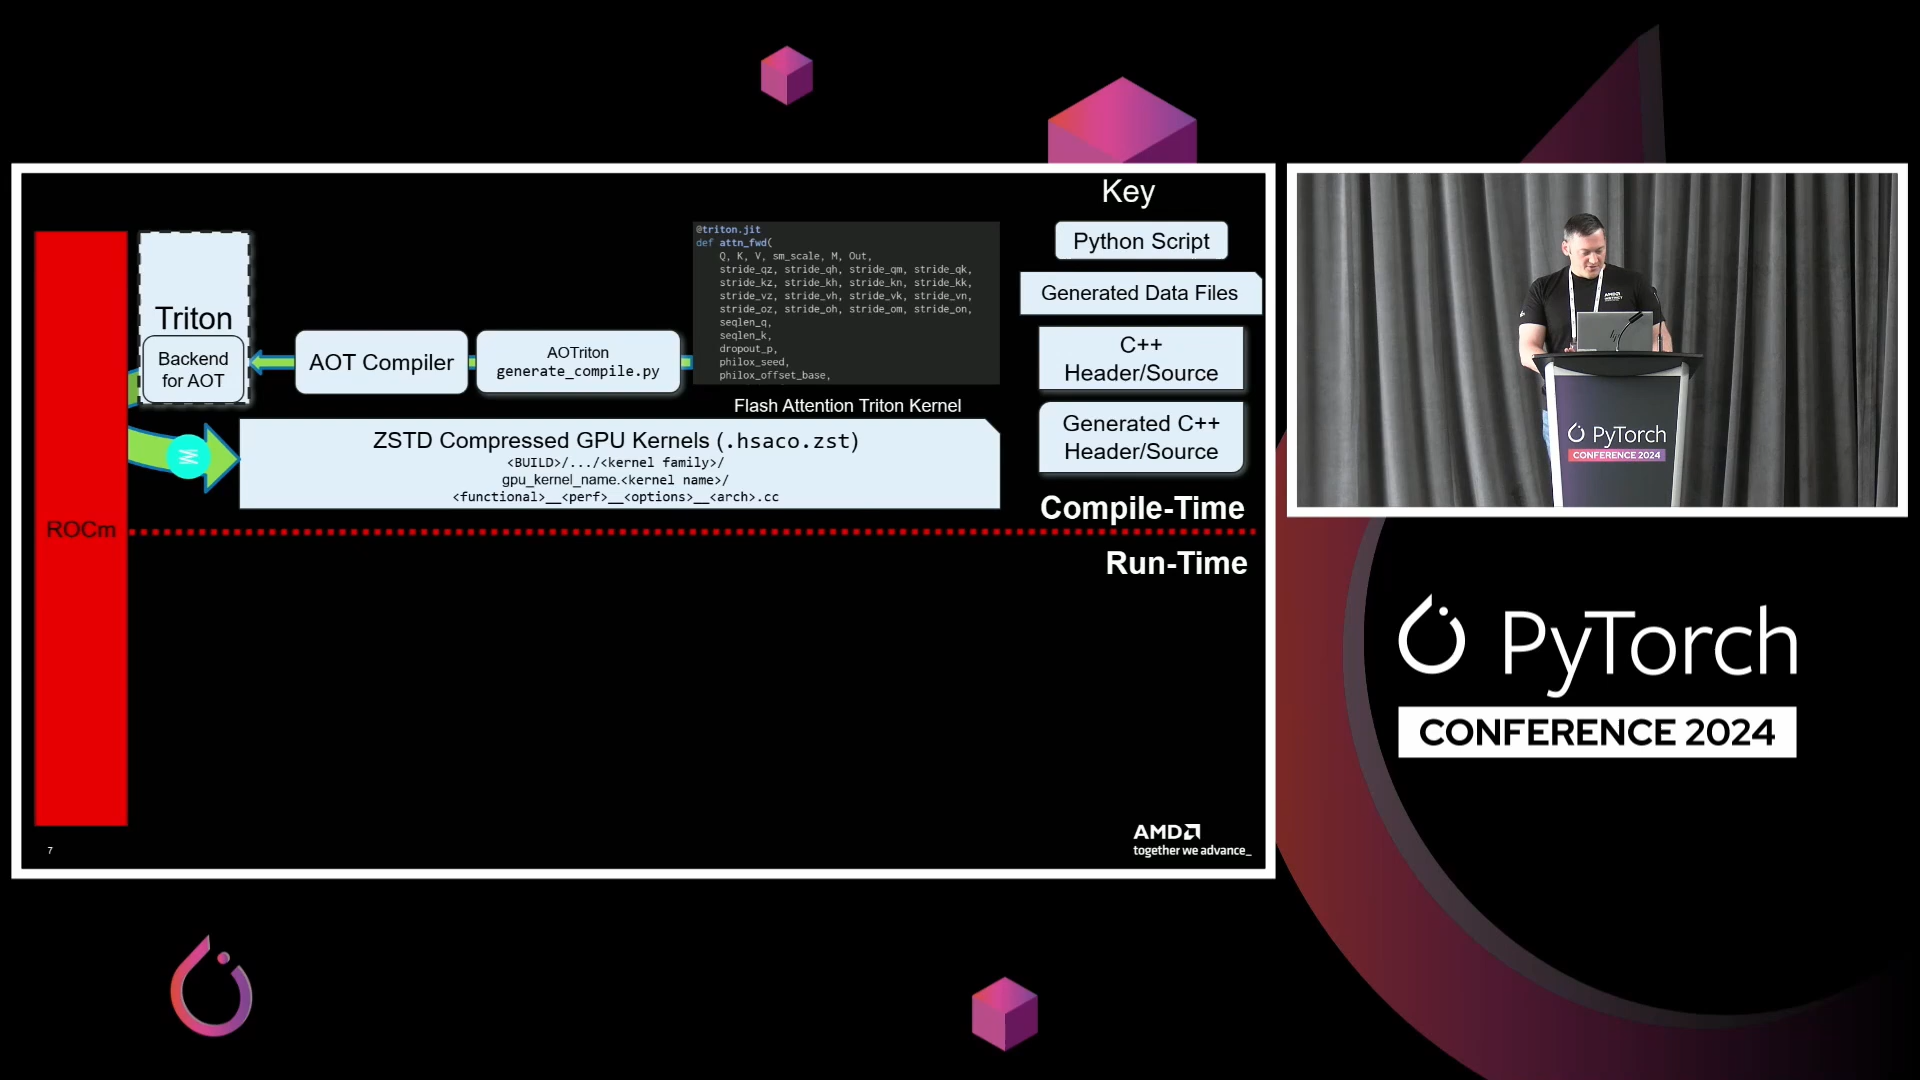 Key
Python Script
Generated Data Files
C++
Header/Source
Generated C++
Header/Source
Compile-Time
Run-Time
ROCm
Triton
Backend
for AOT
AOT Compiler
AOTriton
generate_compile.py
@triton.jit
def attn_fwd(
Q, K, V, sm_scale, M, Out,
stride_qz, stride_qh, stride_qm, stride_qk,
stride_kz, stride_kh, stride_kn, stride_kk,
stride_vz, stride_vh, stride_vk, stride_vn,
stride_oz, stride_oh, stride_om, stride_on,
seqlen_q,
seqlen_k,
dropout_p,
philox_seed,
philox_offset_base,
Flash Attention Triton Kernel
ZSTD Compressed GPU Kernels (.hsaco.zst)
<BUILD>/.../<kernel family>/
gpu_kernel_name.<kernel name>/
<functional>__<perf>__<options>__<arch>.cc
7
AMD
together we advance_
AMD
hp
PyTorch
CONFERENCE 2024
PyTorch
CONFERENCE 2024